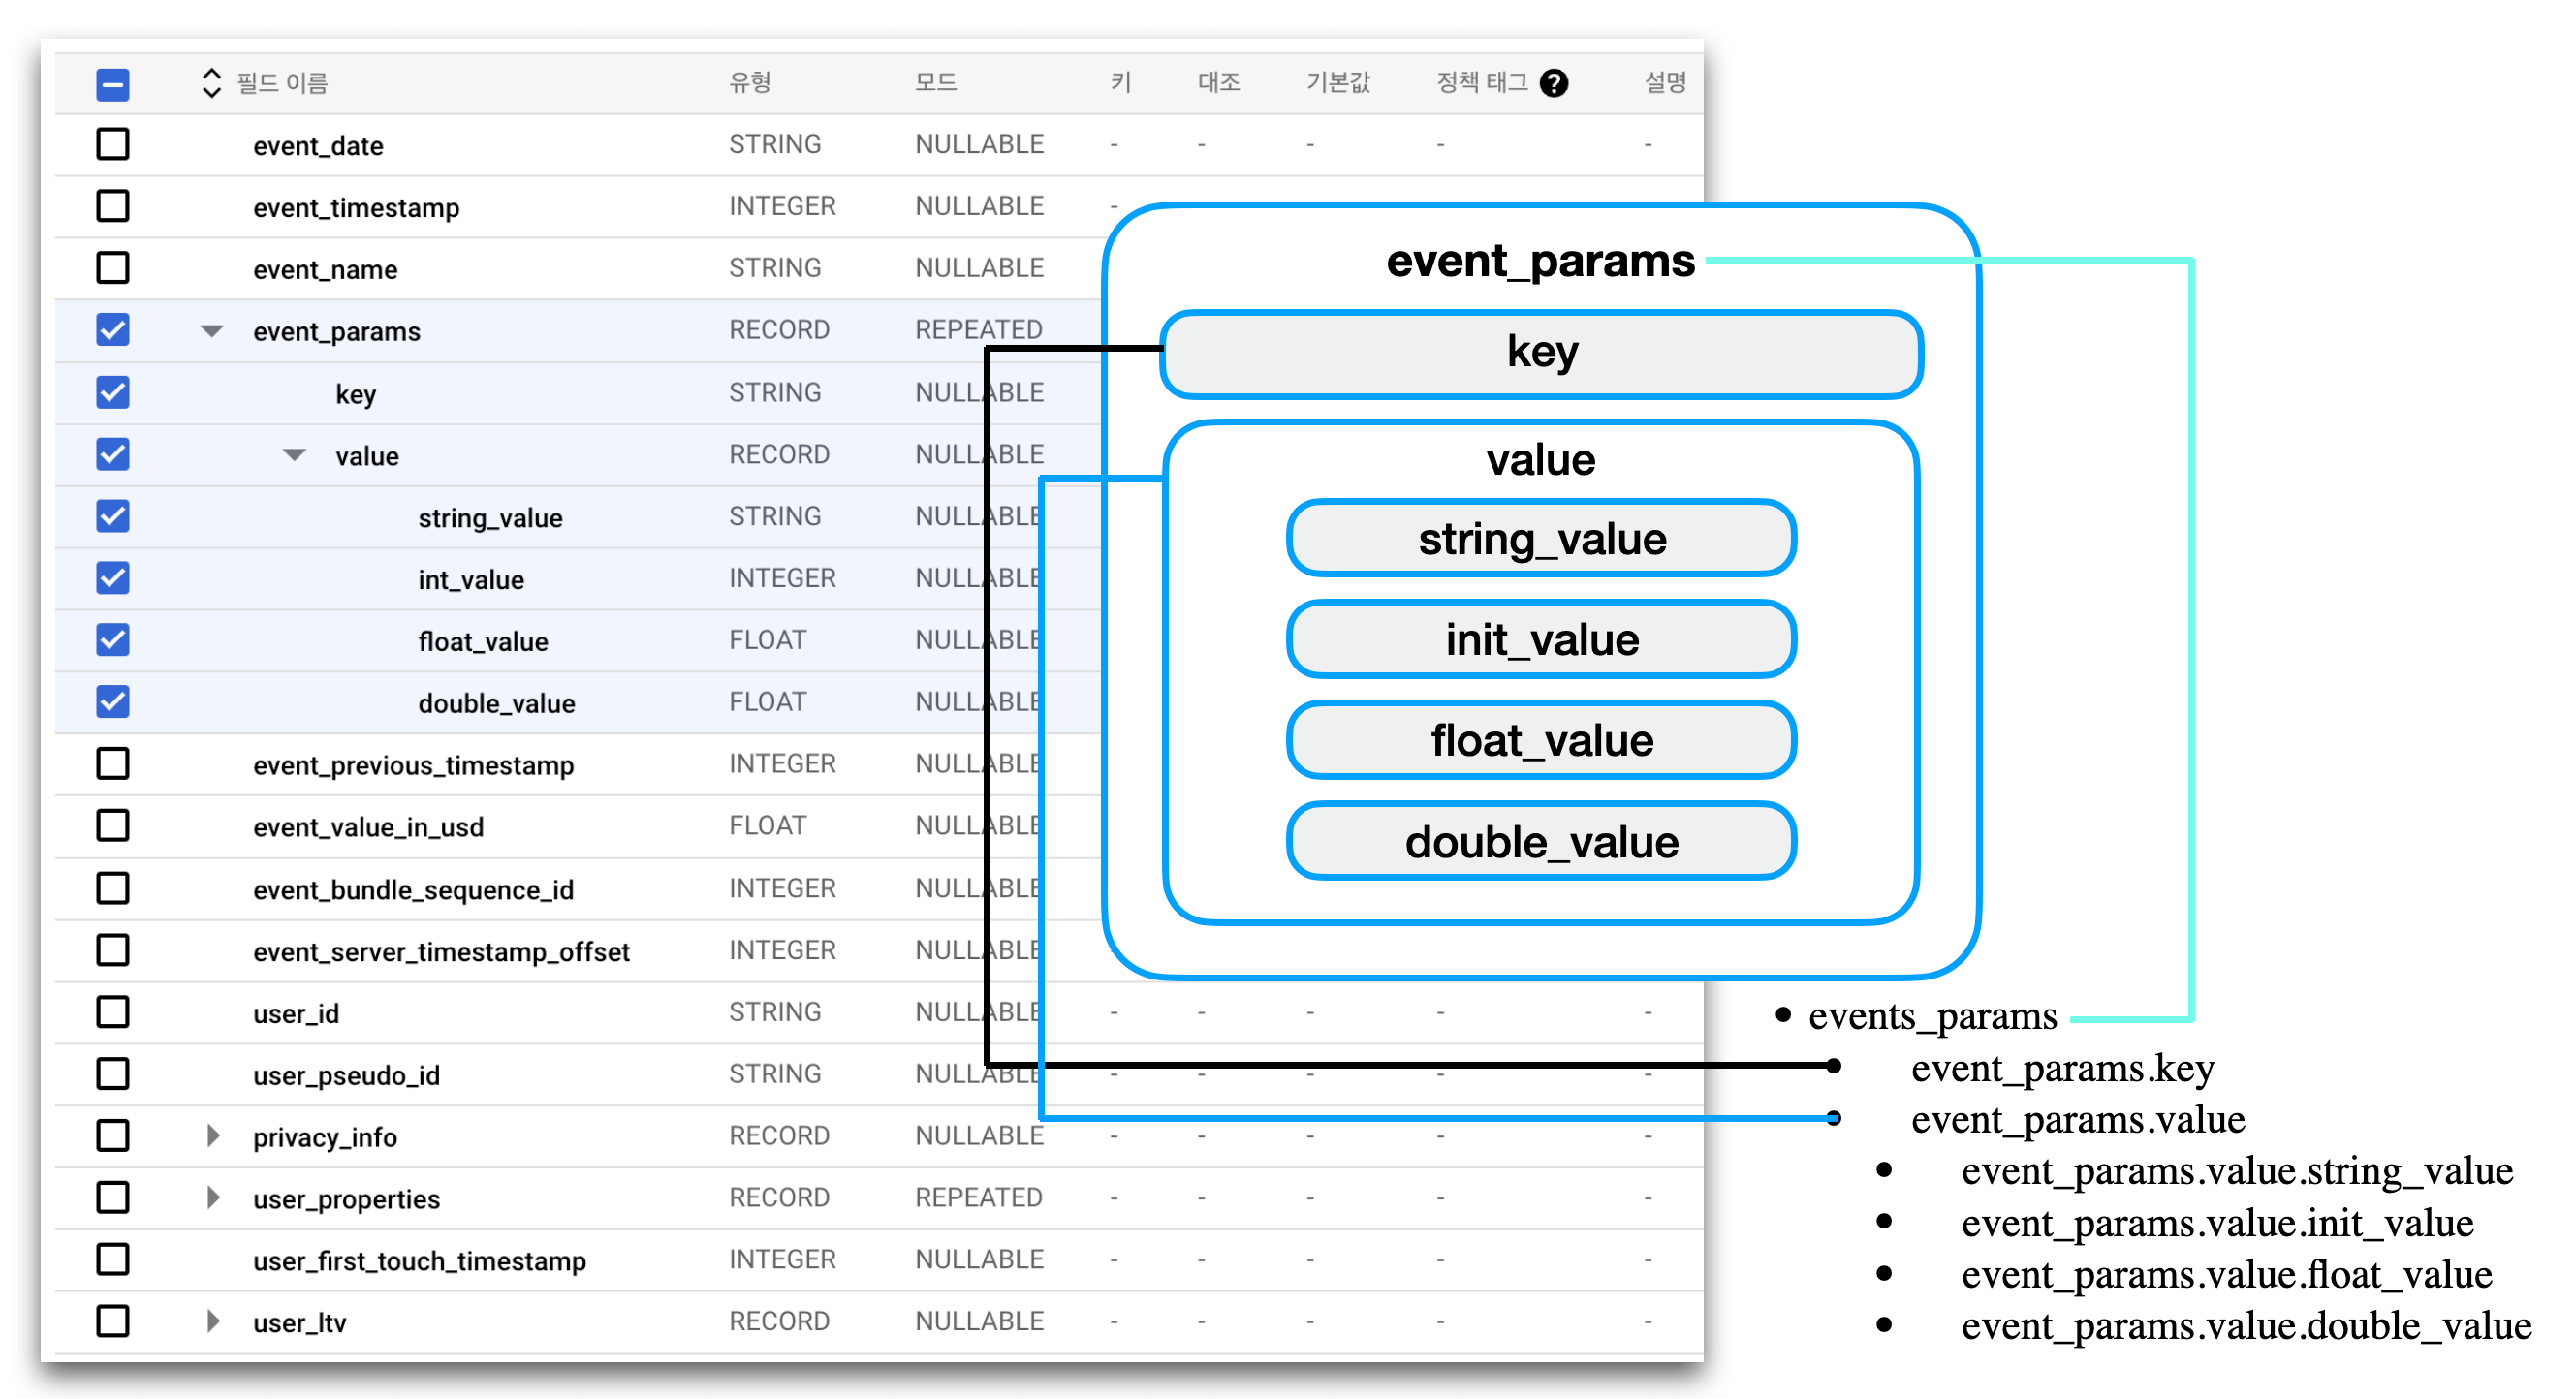 필드 이름 유형 모드 키 대조 기본값 정책 태그 ? 설명
event_date STRING NULLABLE - - - - -
event_timestamp INTEGER NULLABLE -
event_name STRING NULLABLE
event_params RECORD REPEATED
key STRING NULLABLE
value RECORD NULLABLE
string_value STRING NULLABLE
int_value INTEGER NULLABLE
float_value FLOAT NULLABLE
double_value FLOAT NULLABLE
event_previous_timestamp INTEGER NULLABLE
event_value_in_usd FLOAT NULLABLE
event_bundle_sequence_id INTEGER NULLABLE
event_server_timestamp_offset INTEGER NULLABLE
user_id STRING NULLABLE - - - - -
user_pseudo_id STRING NULLABLE - - - - -
privacy_info RECORD NULLABLE - - - - -
user_properties RECORD REPEATED - - - - -
user_first_touch_timestamp INTEGER NULLABLE - - - - -
user_ltv RECORD NULLABLE - - - - -
event_params
key
value
string_value
init_value
float_value
double_value
• events_params
• event_params.key
• event_params.value
• event_params.value.string_value
• event_params.value.init_value
• event_params.value.float_value
• event_params.value.double_value